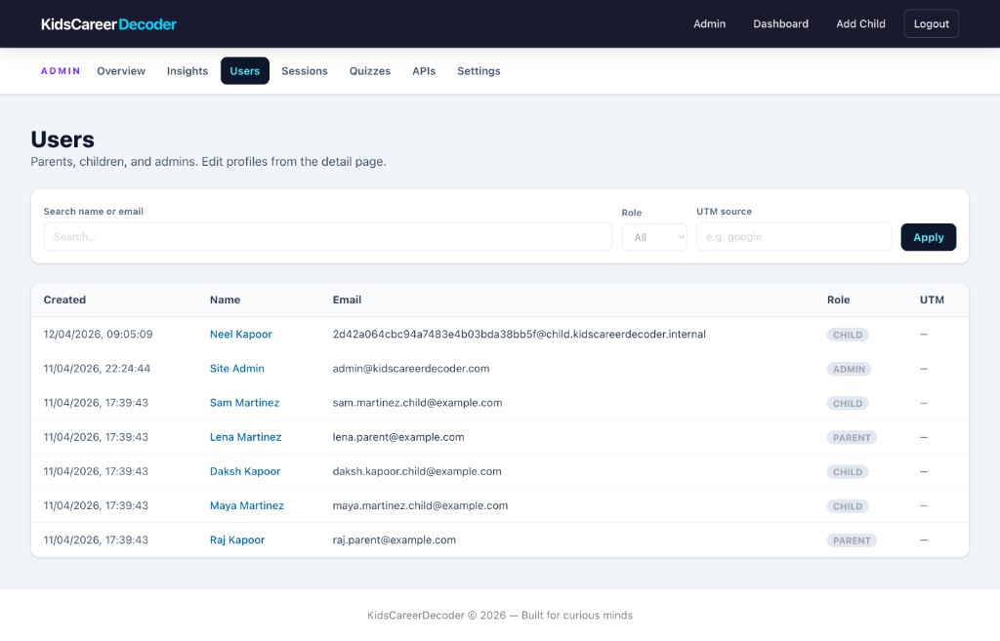 KidsCareerDecoder Admin Dashboard Add Child Logout
ADMIN Overview Insights Users Sessions Quizzes APIs Settings
Users
Parents, children, and admins. Edit profiles from the detail page.
Search name or email Role UTM source
Search... All e.g. google Apply
Created Name Email Role UTM
12/04/2026, 09:05:09 Neel Kapoor 2d42a064cbc94a7483e4b03bda38bb5f@child.kidscareerdecoder.internal CHILD —
11/04/2026, 22:24:44 Site Admin admin@kidscareerdecoder.com ADMIN —
11/04/2026, 17:39:43 Sam Martinez sam.martinez.child@example.com CHILD —
11/04/2026, 17:39:43 Lena Martinez lena.parent@example.com PARENT —
11/04/2026, 17:39:43 Daksh Kapoor daksh.kapoor.child@example.com CHILD —
11/04/2026, 17:39:43 Maya Martinez maya.martinez.child@example.com CHILD —
11/04/2026, 17:39:43 Raj Kapoor raj.parent@example.com PARENT —
KidsCareerDecoder © 2026 — Built for curious minds